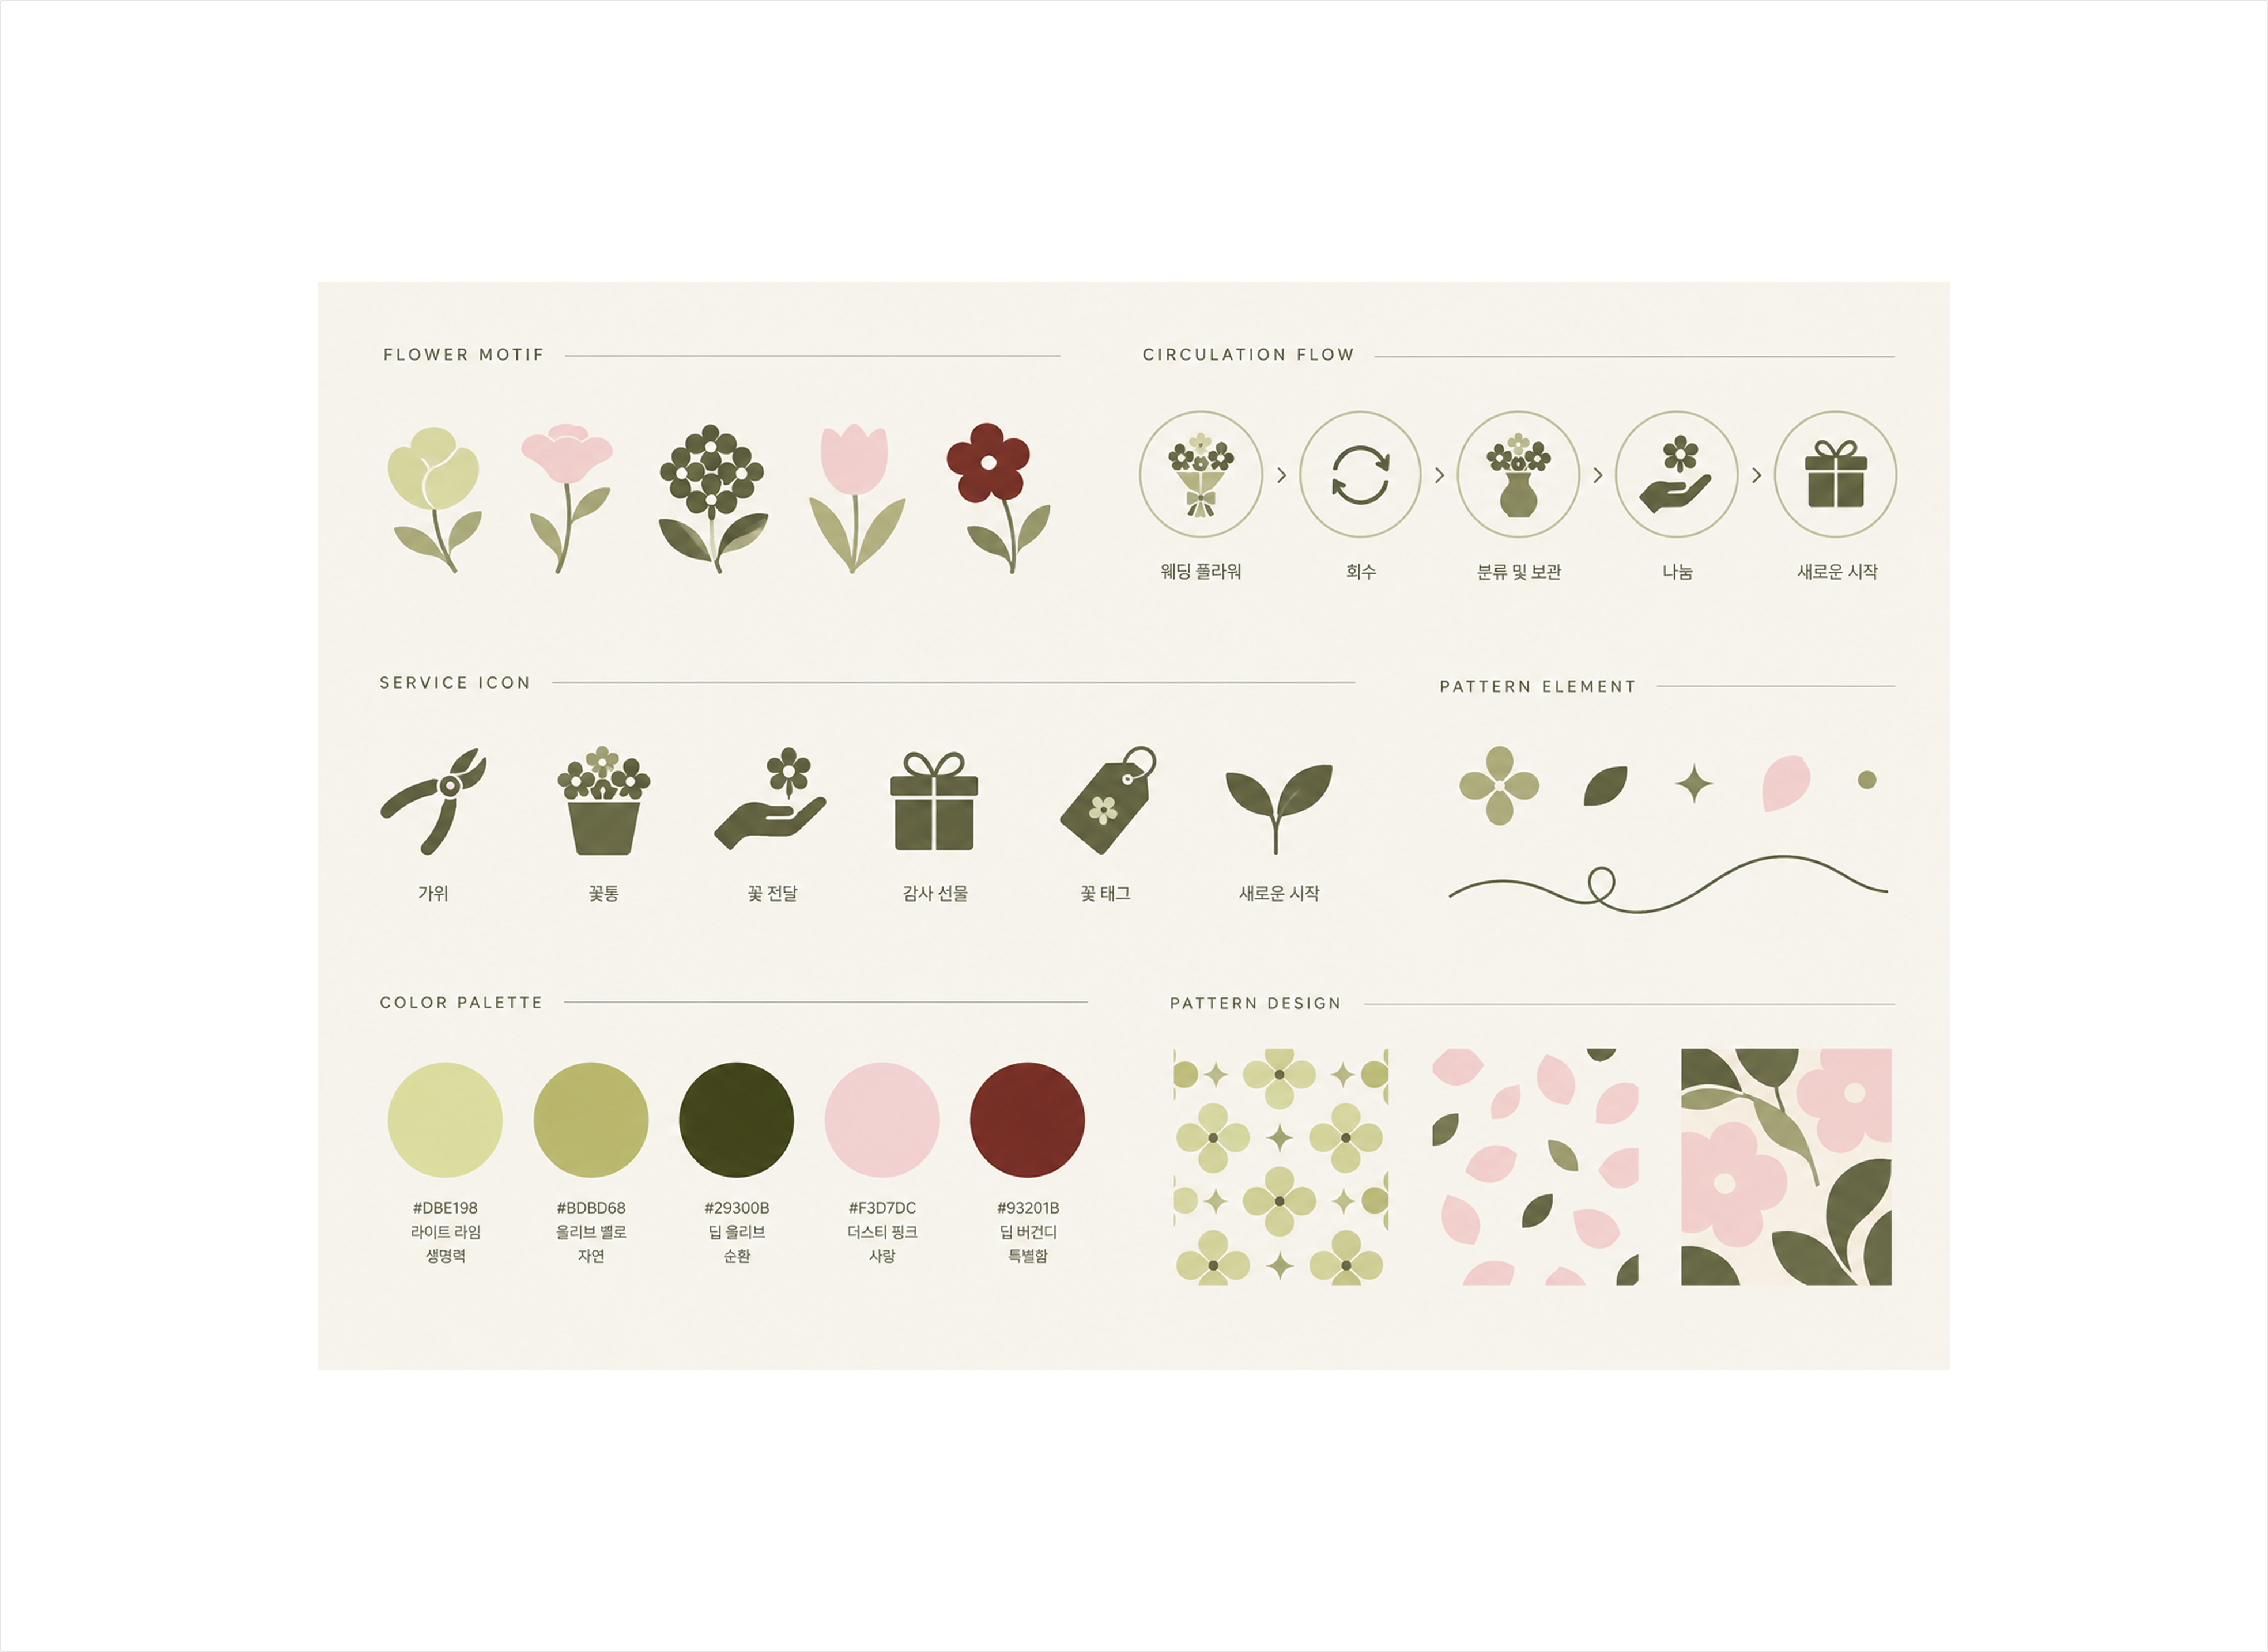 FLOWER MOTIF
CIRCULATION FLOW
웨딩 플라워
회수
분류 및 보관
나눔
새로운 시작
SERVICE ICON
PATTERN ELEMENT
가위
꽃통
꽃 전달
감사 선물
꽃 태그
새로운 시작
COLOR PALETTE
PATTERN DESIGN
#DBE198
라이트 라임
생명력
#BDBD68
올리브 밸로
자연
#29300B
딥 올리브
순환
#F3D7DC
더스티 핑크
사랑
#93201B
딥 버건디
특별함